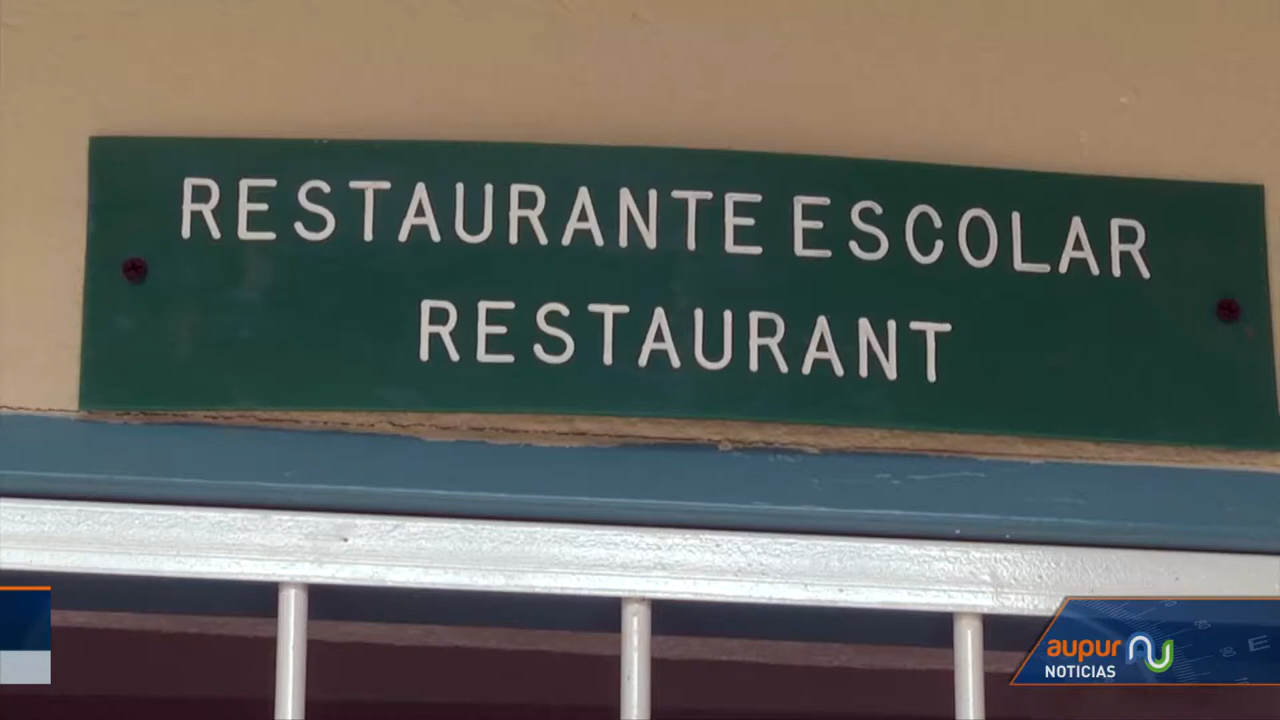 RESTAURANTE ESCOLAR
RESTAURANT
aupur
NOTICIAS
E